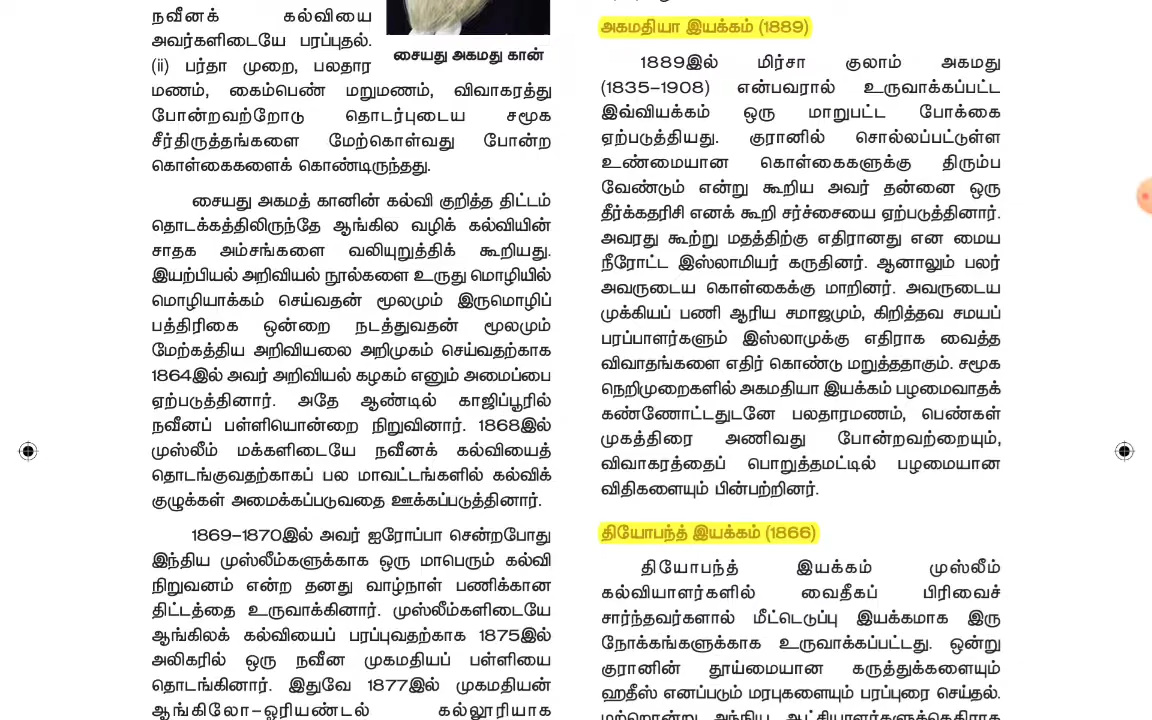 நவீனக் கல்வியை
அவர்களிடையே பரப்புதல்.
(ii) பர்தா முறை, பலதார
மணம், கைம்பெண் மறுமணம், விவாகரத்து
போன்றவற்றோடு தொடர்புடைய சமூக
சீர்திருத்தங்களை மேற்கொள்வது போன்ற
கொள்கைகளைக் கொண்டிருந்தது.
சையது அகமது கான்
சையது அகமத் கானின் கல்வி குறித்த திட்டம்
தொடக்கத்திலிருந்தே ஆங்கில வழிக் கல்வியின்
சாதக அம்சங்களை வலியுறுத்திக் கூறியது.
இயற்பியல் அறிவியல் நூல்களை உருது மொழியில்
மொழியாக்கம் செய்வதன் மூலமும் இருமொழிப்
பத்திரிகை ஒன்றை நடத்துவதன் மூலமும்
மேற்கத்திய அறிவியலை அறிமுகம் செய்வதற்காக
1864இல் அவர் அறிவியல் கழகம் எனும் அமைப்பை
ஏற்படுத்தினார். அதே ஆண்டில் காஜிப்பூரில்
நவீனப் பள்ளியொன்றை நிறுவினார். 1868இல்
முஸ்லீம் மக்களிடையே நவீனக் கல்வியைத்
தொடங்குவதற்காகப் பல மாவட்டங்களில் கல்விக்
குழுக்கள் அமைக்கப்படுவதை ஊக்கப்படுத்தினார்.
1869–1870இல் அவர் ஐரோப்பா சென்றபோது
இந்திய முஸ்லீம்களுக்காக ஒரு மாபெரும் கல்வி
நிறுவனம் என்ற தனது வாழ்நாள் பணிக்கான
திட்டத்தை உருவாக்கினார். முஸ்லீம்களிடையே
ஆங்கிலக் கல்வியைப் பரப்புவதற்காக 1875இல்
அலிகரில் ஒரு நவீன முகமதியப் பள்ளியை
தொடங்கினார். இதுவே 1877இல் முகமதியன்
ஆங்கிலோ–ஓரியண்டல் கல்லூரியாக
அகமதியா இயக்கம் (1889)
1889இல் மிர்சா குலாம் அகமது
(1835–1908) என்பவரால் உருவாக்கப்பட்ட
இவ்வியக்கம் ஒரு மாறுபட்ட போக்கை
ஏற்படுத்தியது. குரானில் சொல்லப்பட்டுள்ள
உண்மையான கொள்கைகளுக்கு திரும்ப
வேண்டும் என்று கூறிய அவர் தன்னை ஒரு
தீர்க்கதரிசி எனக் கூறி சர்ச்சையை ஏற்படுத்தினார்.
அவரது கூற்று மதத்திற்கு எதிரானது என மைய
நீரோட்ட இஸ்லாமியர் கருதினர். ஆனாலும் பலர்
அவருடைய கொள்கைக்கு மாறினர். அவருடைய
முக்கியப் பணி ஆரிய சமாஜமும், கிறித்தவ சமயப்
பரப்பாளர்களும் இஸ்லாமுக்கு எதிராக வைத்த
விவாதங்களை எதிர் கொண்டு மறுத்ததாகும். சமூக
நெறிமுறைகளில் அகமதியா இயக்கம் பழமைவாதக்
கண்ணோட்டதுடனே பலதாரமணம், பெண்கள்
முகத்திரை அணிவது போன்றவற்றையும்,
விவாகரத்தைப் பொறுத்தமட்டில் பழமையான
விதிகளையும் பின்பற்றினர்.
தியோபந்த் இயக்கம் (1866)
தியோபந்த் இயக்கம் முஸ்லீம்
கல்வியாளர்களில் வைதீகப் பிரிவைச்
சார்ந்தவர்களால் மீட்டெடுப்பு இயக்கமாக இரு
நோக்கங்களுக்காக உருவாக்கப்பட்டது. ஒன்று
குரானின் தூய்மையான கருத்துக்களையும்
ஹதீஸ் எனப்படும் மரபுகளையும் பரப்புரை செய்தல்.
மற்றொன்று அந்நிய ஆட்சியாளர்களுக்கெதிராக